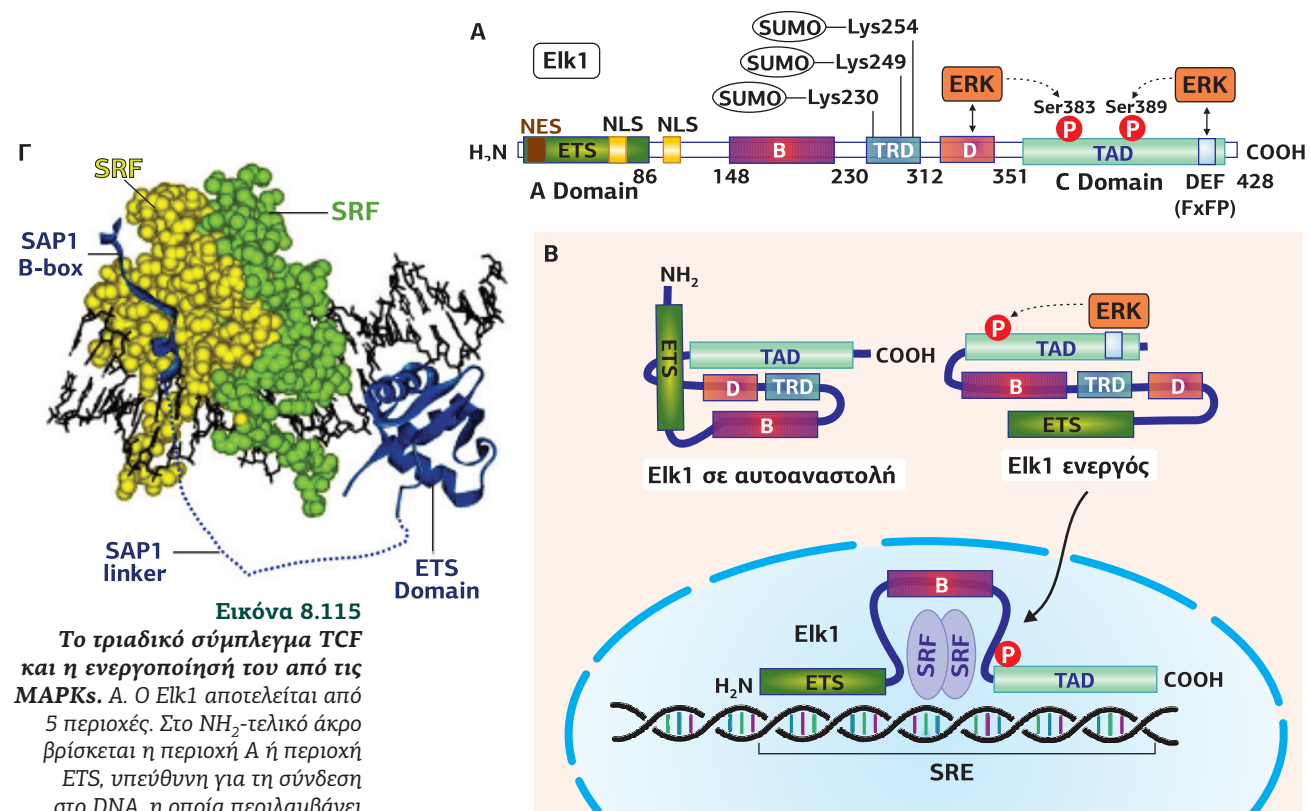 A
Elk1
SUMO Lys254
SUMO Lys249
SUMO Lys230
ERK
ERK
Ser383 Ser389
P P
NES NLS NLS
H₂N ETS B TRD D TAD COOH
A Domain 86 148 230 312 351 C Domain DEF 428
(FxFP)
Γ
SRF
SRF
SAP1
B-box
SAP1
linker
ETS
Domain
B
NH₂
ETS
TAD COOH
D TRD
B
Elk1 σε αυτοαναστολή
ERK
P
TAD
B TRD D
ETS
Elk1 ενεργός
B
Elk1
SRF SRF
P
H₂N ETS TAD COOH
SRE
Εικόνα 8.115
Το τριαδικό σύμπλεγμα TCF
και η ενεργοποίησή του από τις
MAPKs. Α. Ο Elk1 αποτελείται από
5 περιοχές. Στο NH₂-τελικό άκρο
βρίσκεται η περιοχή Α ή περιοχή
ETS, υπεύθυνη για τη σύνδεση
στο DNA, η οποία περιλαμβάνει